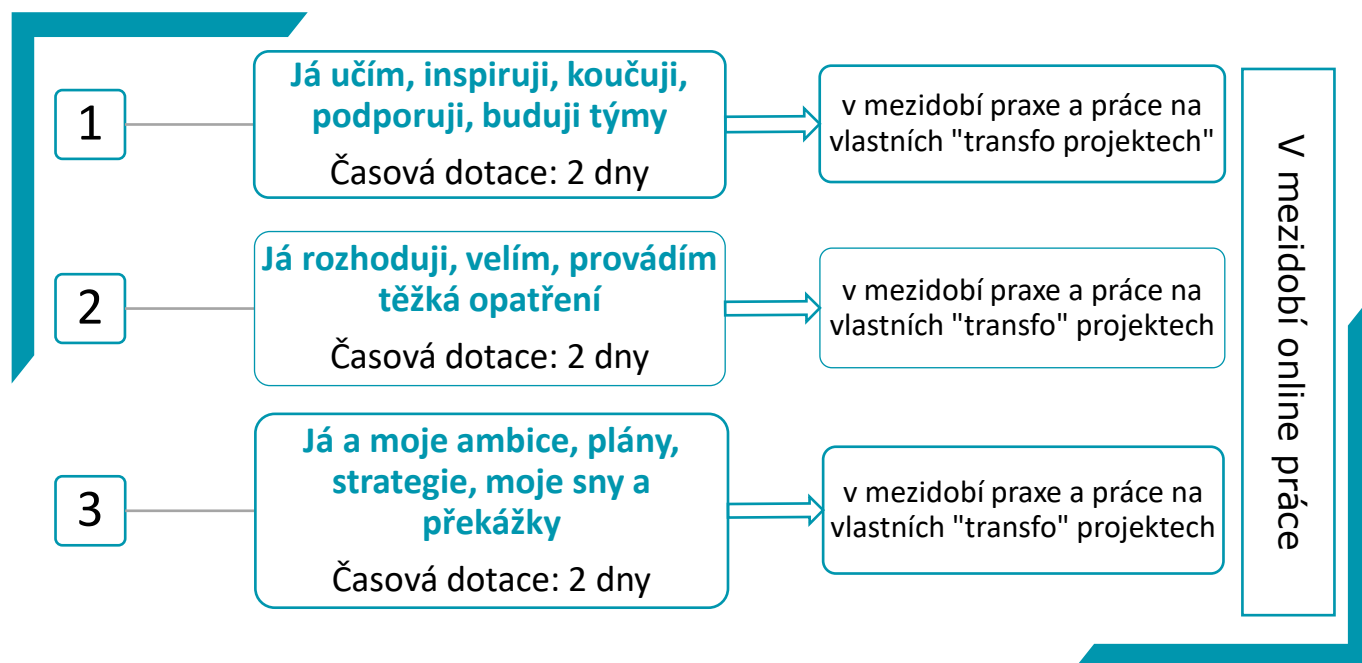 1
Já učím, inspiruji, koučuji,
podporuji, buduji týmy
Časová dotace: 2 dny
v mezidobí praxe a práce na
vlastních "transfo projektech"
2
Já rozhoduji, velím, provádím
těžká opatření
Časová dotace: 2 dny
v mezidobí praxe a práce na
vlastních "transfo" projektech
3
Já a moje ambice, plány,
strategie, moje sny a
překážky
Časová dotace: 2 dny
v mezidobí praxe a práce na
vlastních "transfo" projektech
V mezidobí online práce